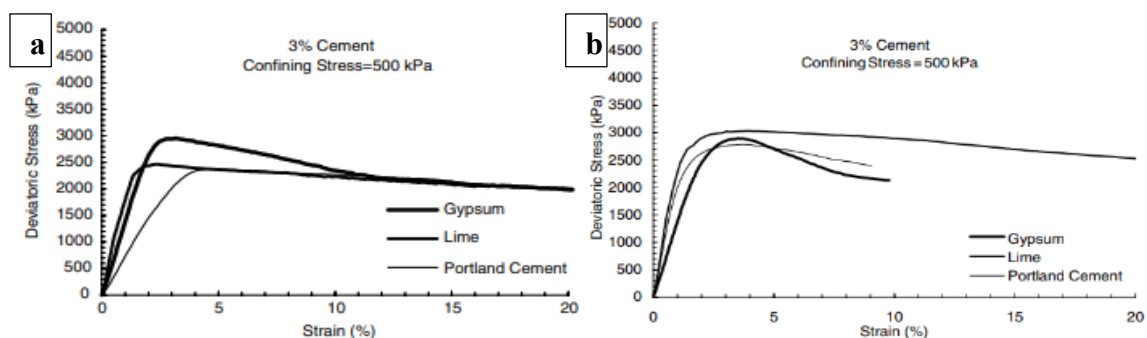 a
3% Cement
Confining Stress=500 kPa
Deviatoric Stress (kPa)
5000
4500
4000
3500
3000
2500
2000
1500
1000
500
0
Gypsum
Lime
Portland Cement
0 5 10 15 20
Strain (%)
b
3% Cement
Confining Stress = 500 kPa
Deviatoric Stress (kPa)
5000
4500
4000
3500
3000
2500
2000
1500
1000
500
0
Gypsum
Lime
Portland Cement
0 5 10 15 20
Strain (%)